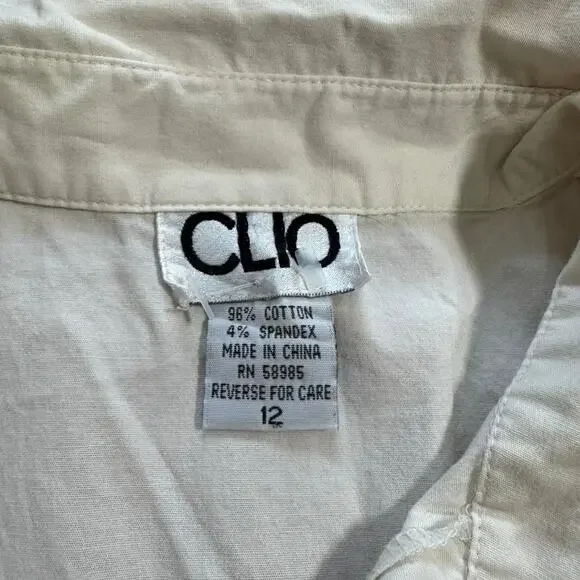 CLIO
96% COTTON
4% SPANDEX
MADE IN CHINA
RN 58985
REVERSE FOR CARE
12